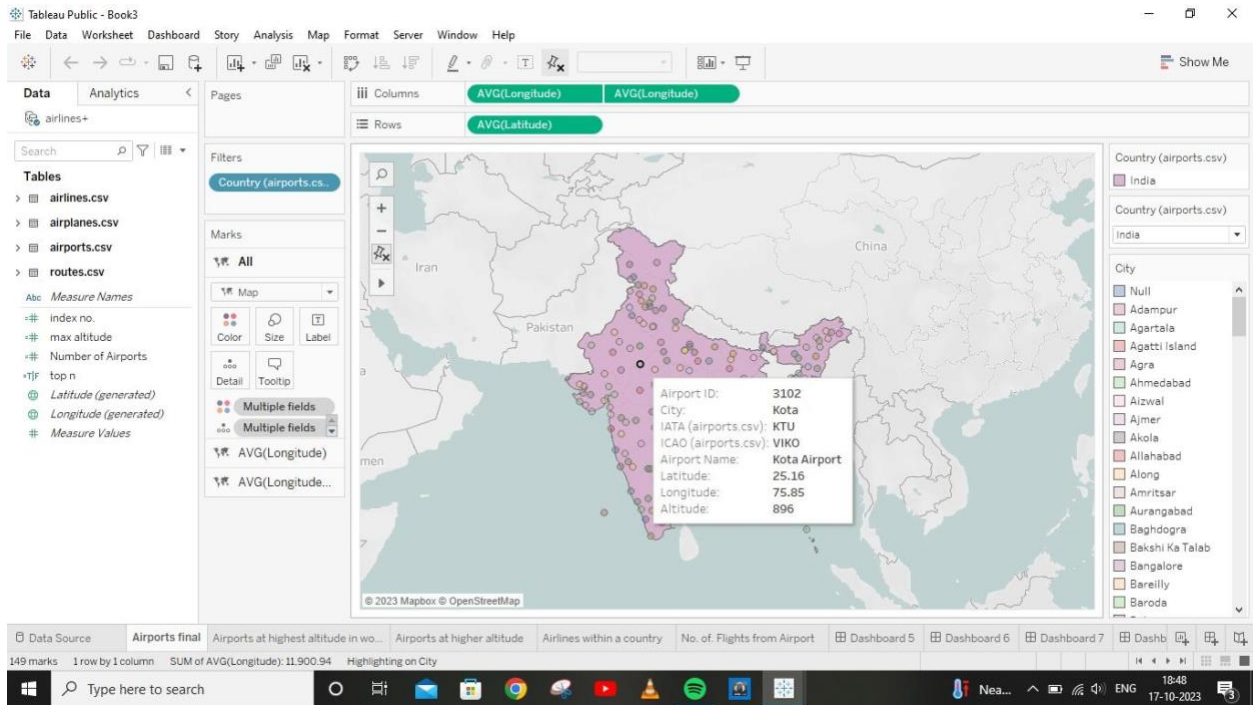 Tableau Public - Book3
File Data Worksheet Dashboard Story Analysis Map Format Server Window Help
Show Me
Data Analytics
airlines+
Search
Tables
airlines.csv
airplanes.csv
airports.csv
routes.csv
Abc Measure Names
=# index no.
=# max altitude
=# Number of Airports
=T|F top n
Latitude (generated)
Longitude (generated)
# Measure Values
Pages
Filters
Country (airports.cs..
Marks
All
Map
Color Size Label
Detail Tooltip
Multiple fields
Multiple fields
AVG(Longitude)
AVG(Longitude...
iii Columns AVG(Longitude) AVG(Longitude)
Rows AVG(Latitude)
China
Iran
Pakistan
men
Airport ID: 3102
City: Kota
IATA (airports.csv): KTU
ICAO (airports.csv): VIKO
Airport Name: Kota Airport
Latitude: 25.16
Longitude: 75.85
Altitude: 896
© 2023 Mapbox © OpenStreetMap
Country (airports.csv)
India
Country (airports.csv)
India
City
Null
Adampur
Agartala
Agatti Island
Agra
Ahmedabad
Aizwal
Ajmer
Akola
Allahabad
Along
Amritsar
Aurangabad
Baghdogra
Bakshi Ka Talab
Bangalore
Bareilly
Baroda
Data Source Airports final Airports at highest altitude in wo... Airports at higher altitude Airlines within a country No. of. Flights from Airport Dashboard 5 Dashboard 6 Dashboard 7 Dashb
149 marks 1 row by 1 column SUM of AVG(Longitude): 11,900.94 Highlighting on City
Type here to search
Nea... ENG 18:48
17-10-2023
3